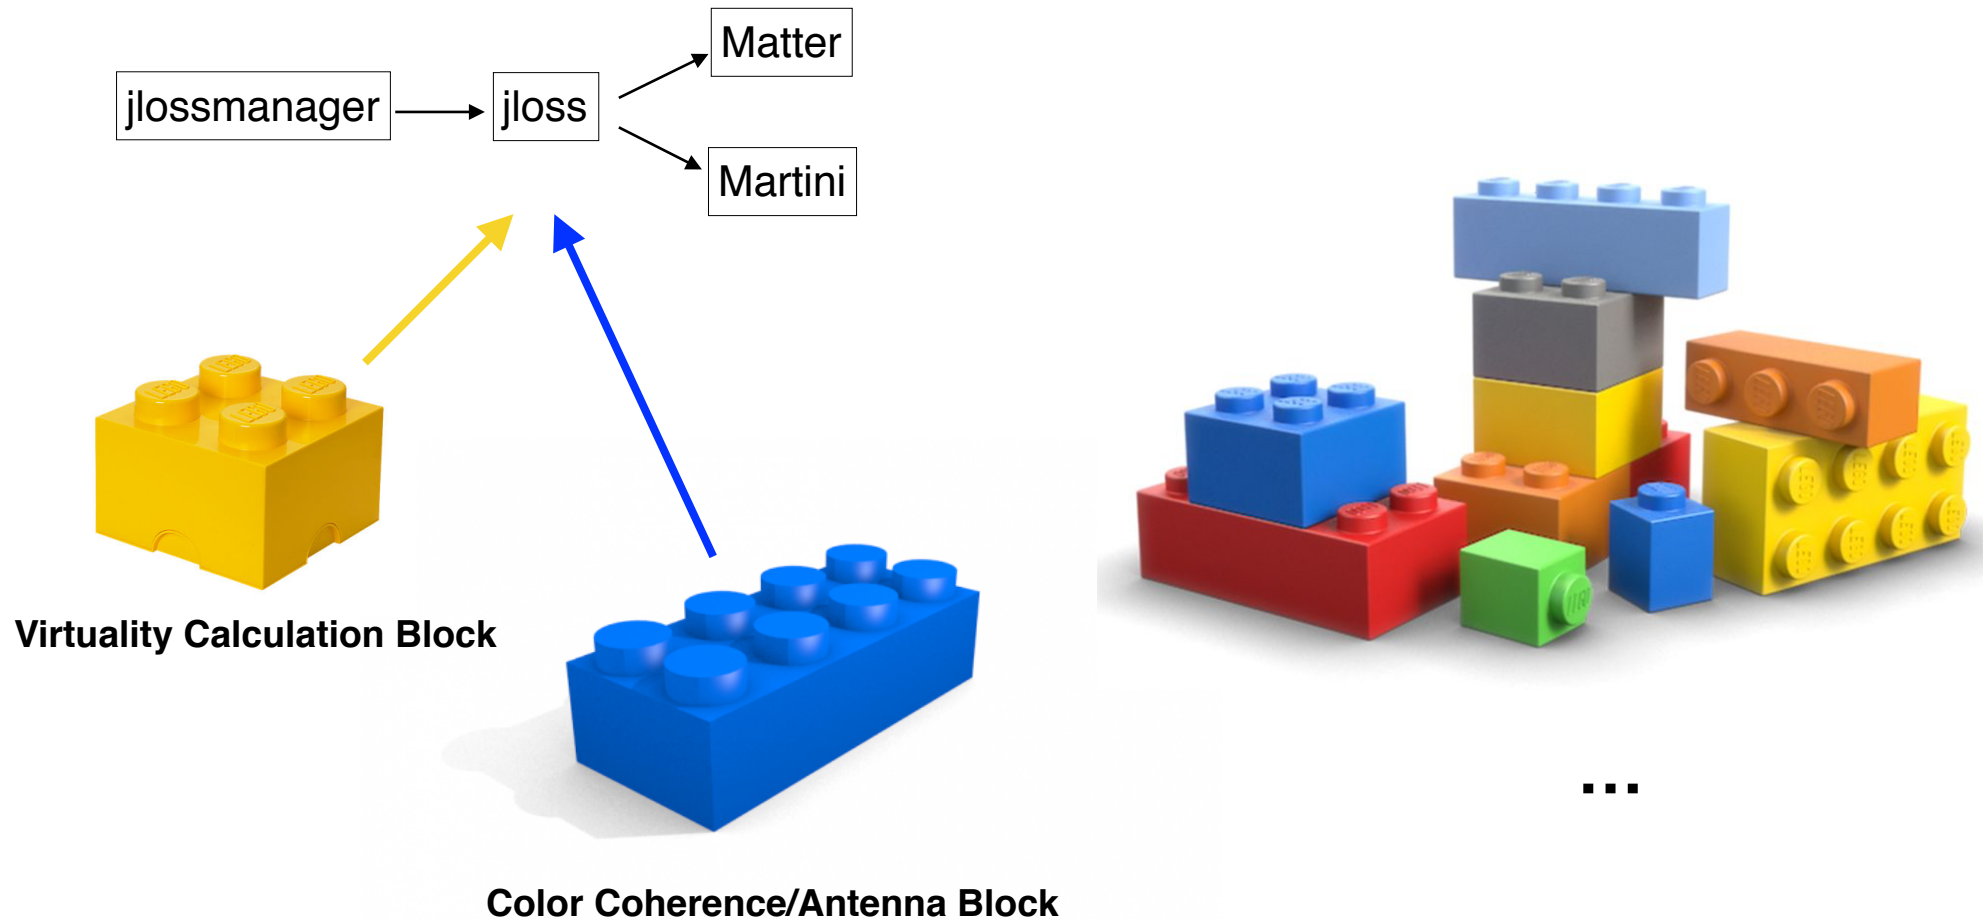 Matter
jlossmanager
jloss
Martini
Virtuality Calculation Block
...
Color Coherence/Antenna Block